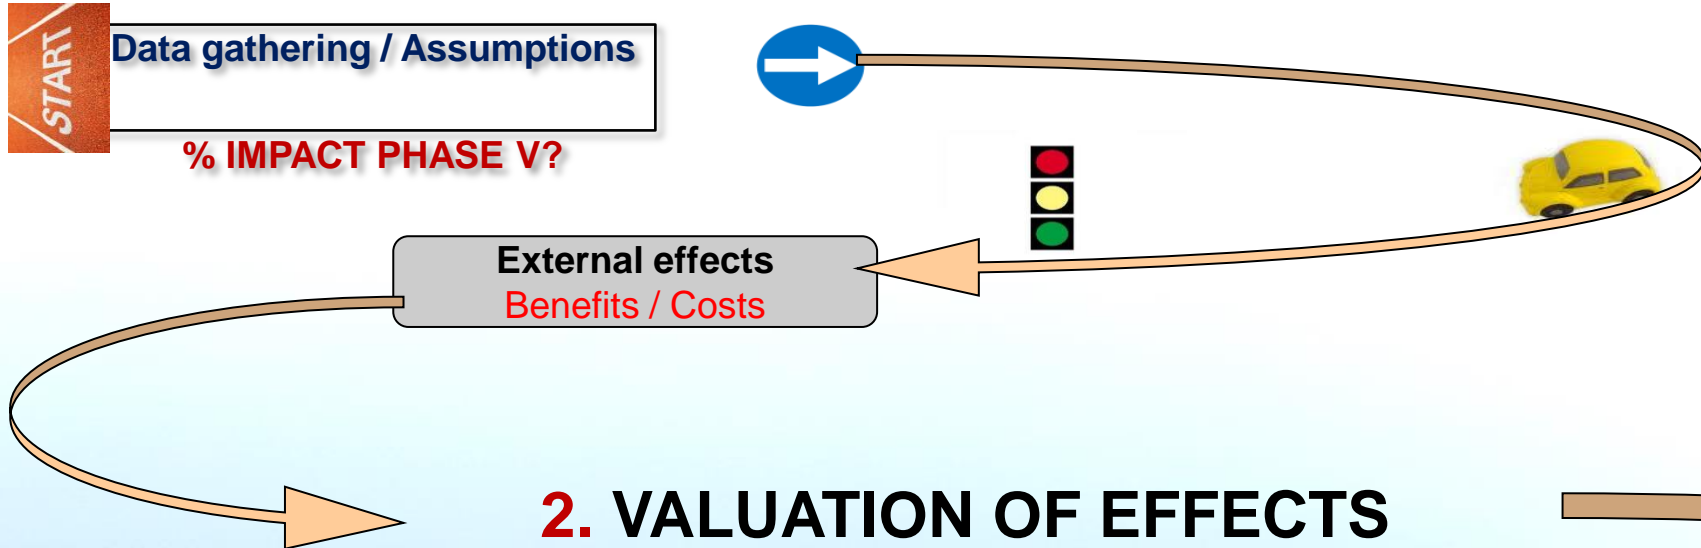 START
Data gathering / Assumptions
% IMPACT PHASE V?
External effects
Benefits / Costs
2. VALUATION OF EFFECTS